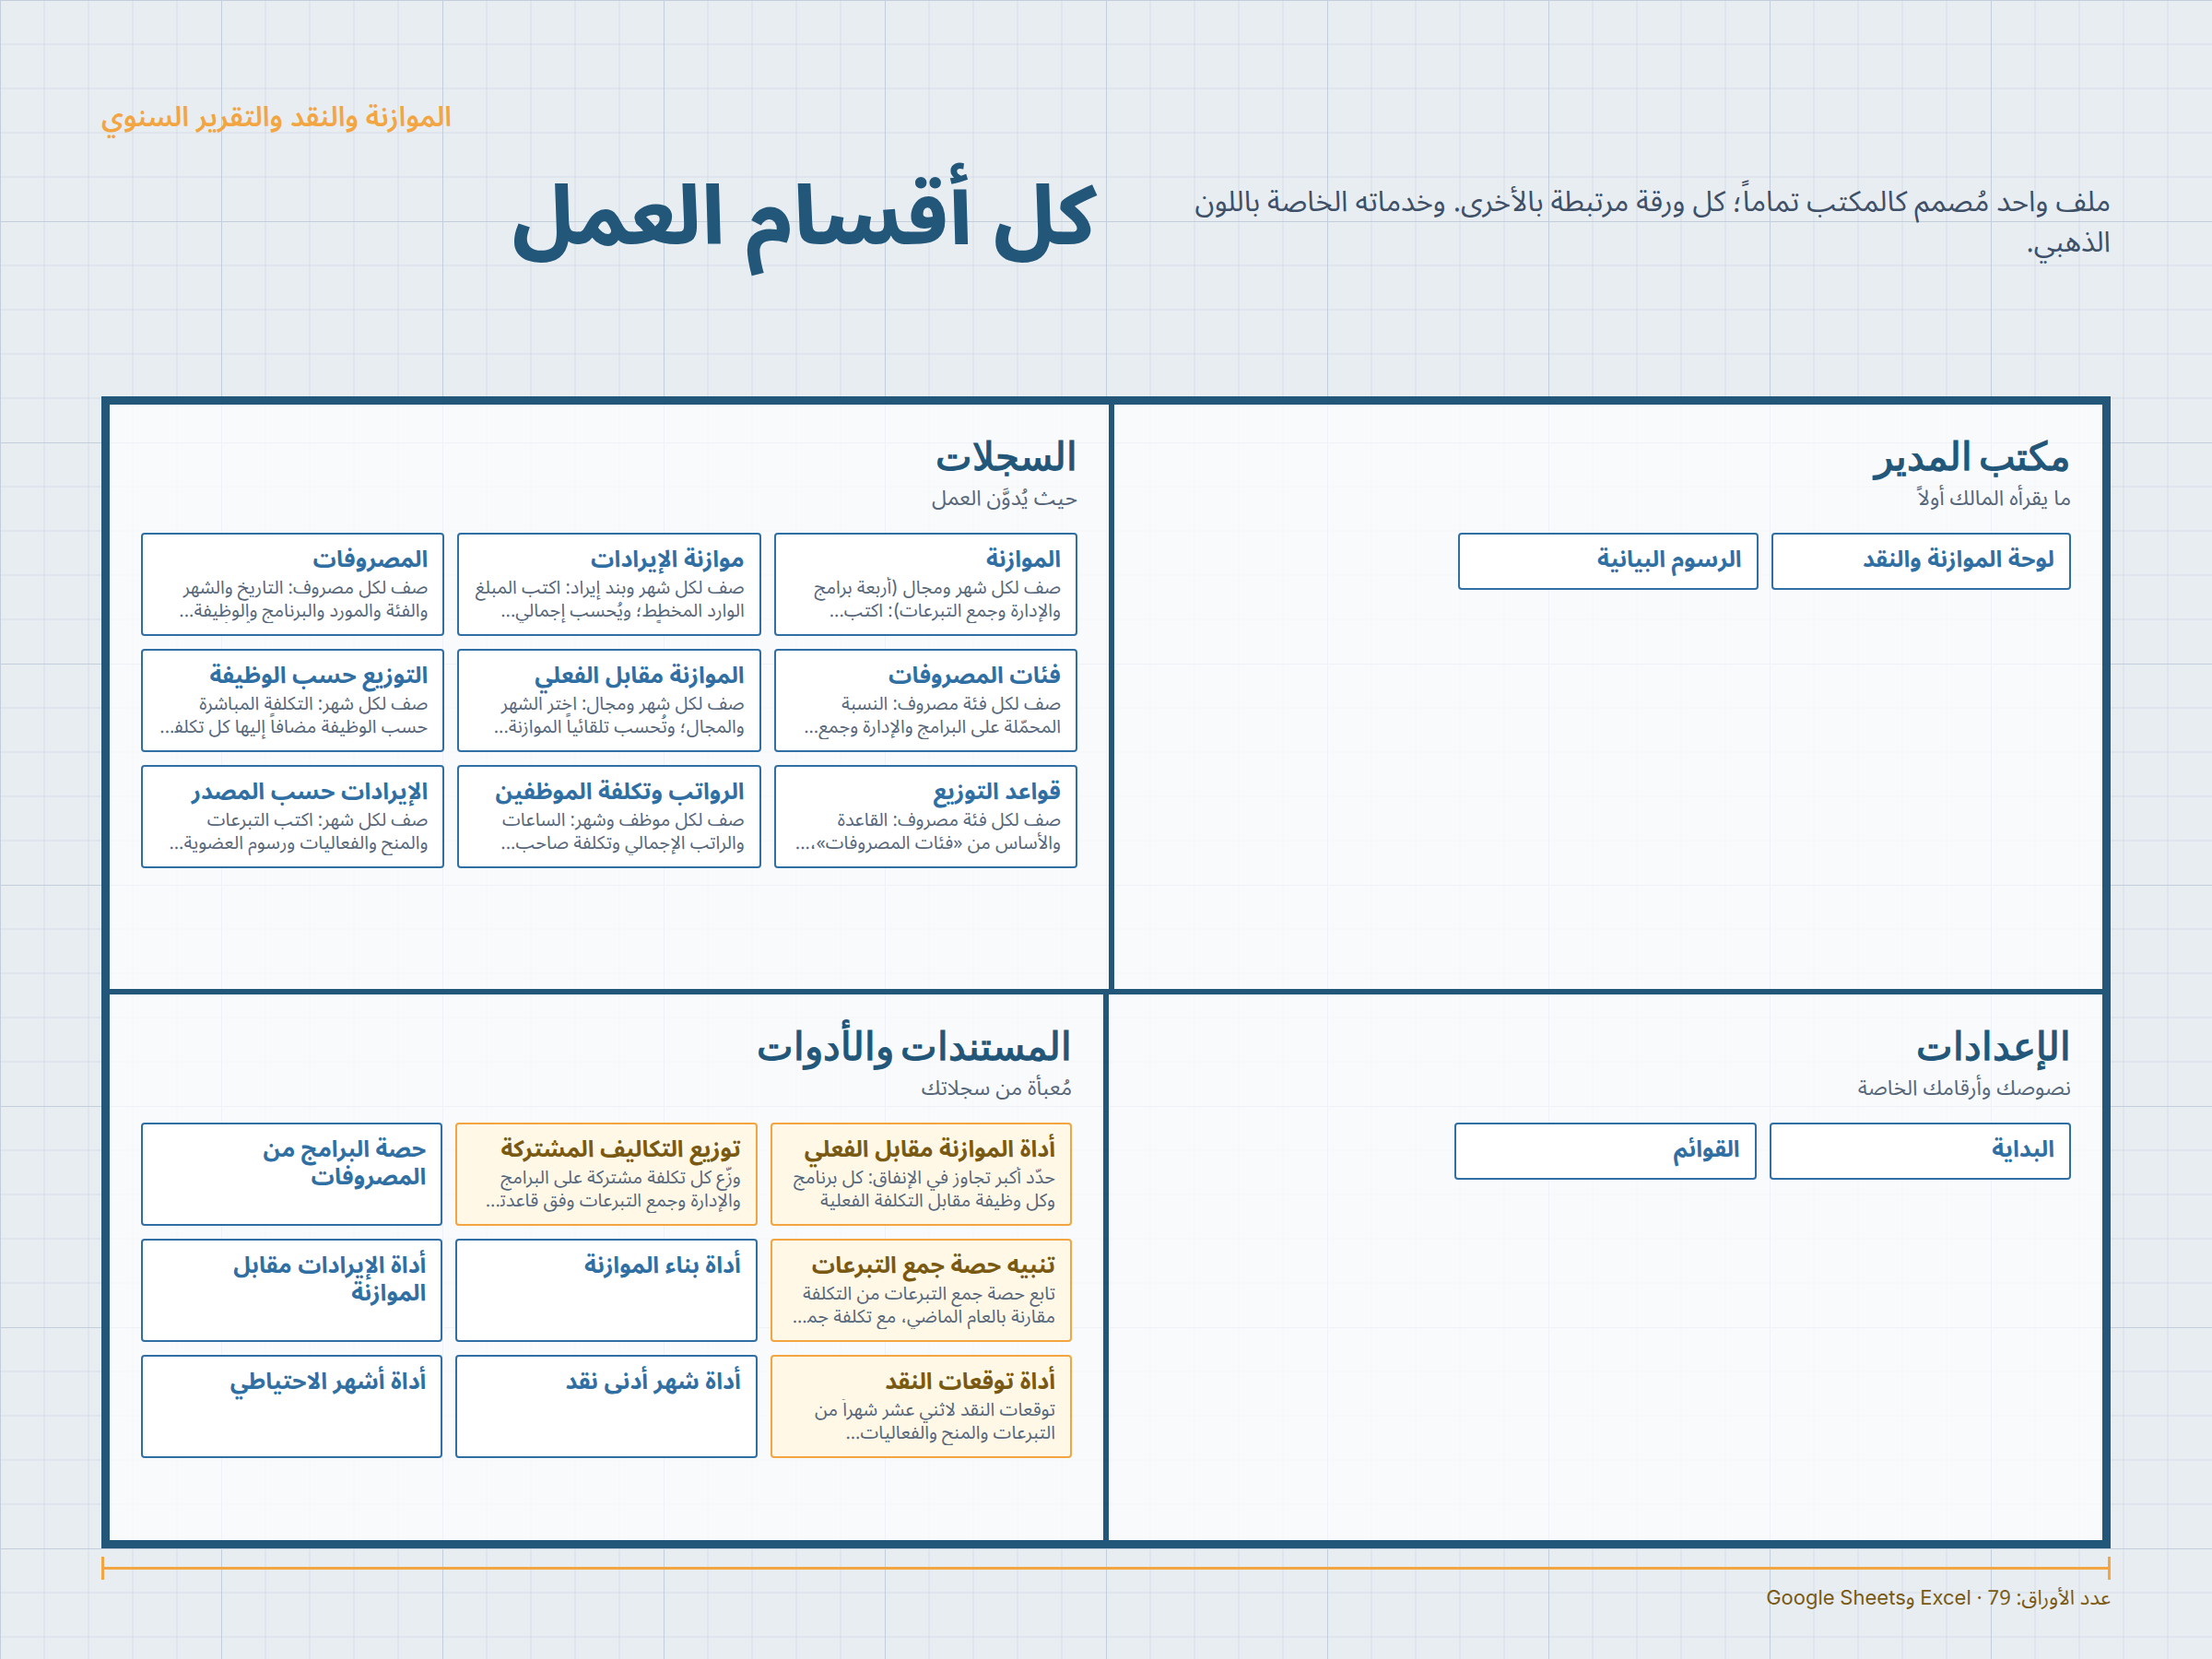 الموازنة والنقد والتقرير السنوي
كل أقسام العمل
ملف واحد مُصمم كالمكتب تماماً؛ كل ورقة مرتبطة بالأخرى. وخدماته الخاصة باللون
الذهبي.
مكتب المدير
ما يقرأه المالك أولاً
لوحة الموازنة والنقد
الرسوم البيانية
السجلات
حيث يُدوَّن العمل
الموازنة
صف لكل شهر ومجال (أربعة برامج
والإدارة وجمع التبرعات): اكتب...
موازنة الإيرادات
صف لكل شهر وبند إيراد: اكتب المبلغ
الوارد المخطط؛ ويُحسب إجمالي...
المصروفات
صف لكل مصروف: التاريخ والشهر
والفئة والمورد والبرنامج والوظيفة...
فئات المصروفات
صف لكل فئة مصروف: النسبة
المحمّلة على البرامج والإدارة وجمع...
الموازنة مقابل الفعلي
صف لكل شهر ومجال: اختر الشهر
والمجال؛ وتُحسب تلقائياً الموازنة...
التوزيع حسب الوظيفة
صف لكل شهر: التكلفة المباشرة
حسب الوظيفة مضافاً إليها كل تكلفـ...
قواعد التوزيع
صف لكل فئة مصروف: القاعدة
والأساس من «فئات المصروفات»،...
الرواتب وتكلفة الموظفين
صف لكل موظف وشهر: الساعات
والراتب الإجمالي وتكلفة صاحب...
الإيرادات حسب المصدر
صف لكل شهر: اكتب التبرعات
والمنح والفعاليات ورسوم العضوية...
الإعدادات
نصوصك وأرقامك الخاصة
البداية
القوائم
المستندات والأدوات
مُعبأة من سجلاتك
أداة الموازنة مقابل الفعلي
حدّد أكبر تجاوز في الإنفاق: كل برنامج
وكل وظيفة مقابل التكلفة الفعلية
توزيع التكاليف المشتركة
وزّع كل تكلفة مشتركة على البرامج
والإدارة وجمع التبرعات وفق قاعدتـ...
حصة البرامج من
المصروفات
تنبيه حصة جمع التبرعات
تابع حصة جمع التبرعات من التكلفة
مقارنة بالعام الماضي، مع تكلفة جمـ...
أداة بناء الموازنة
أداة الإيرادات مقابل
الموازنة
أداة توقعات النقد
توقعات النقد لاثني عشر شهراً من
التبرعات والمنح والفعاليات...
أداة شهر أدنى نقد
أداة أشهر الاحتياطي
عدد الأوراق: 79 · Excel وGoogle Sheets